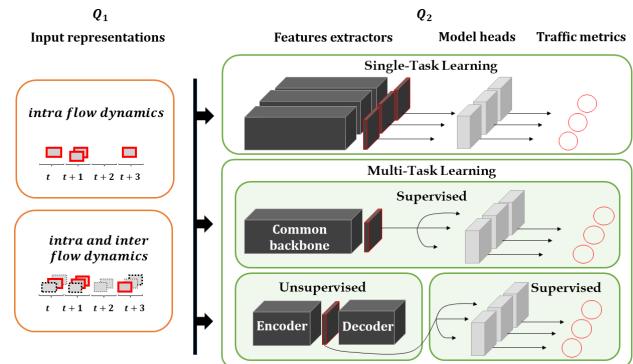 Q1 Q2
Input representations Features extractors Model heads Traffic metrics
Single-Task Learning
intra flow dynamics
t t+1 t+2 t+3
Multi-Task Learning
Supervised
Common
backbone
intra and inter
flow dynamics
t t+1 t+2 t+3
Unsupervised Supervised
Encoder Decoder